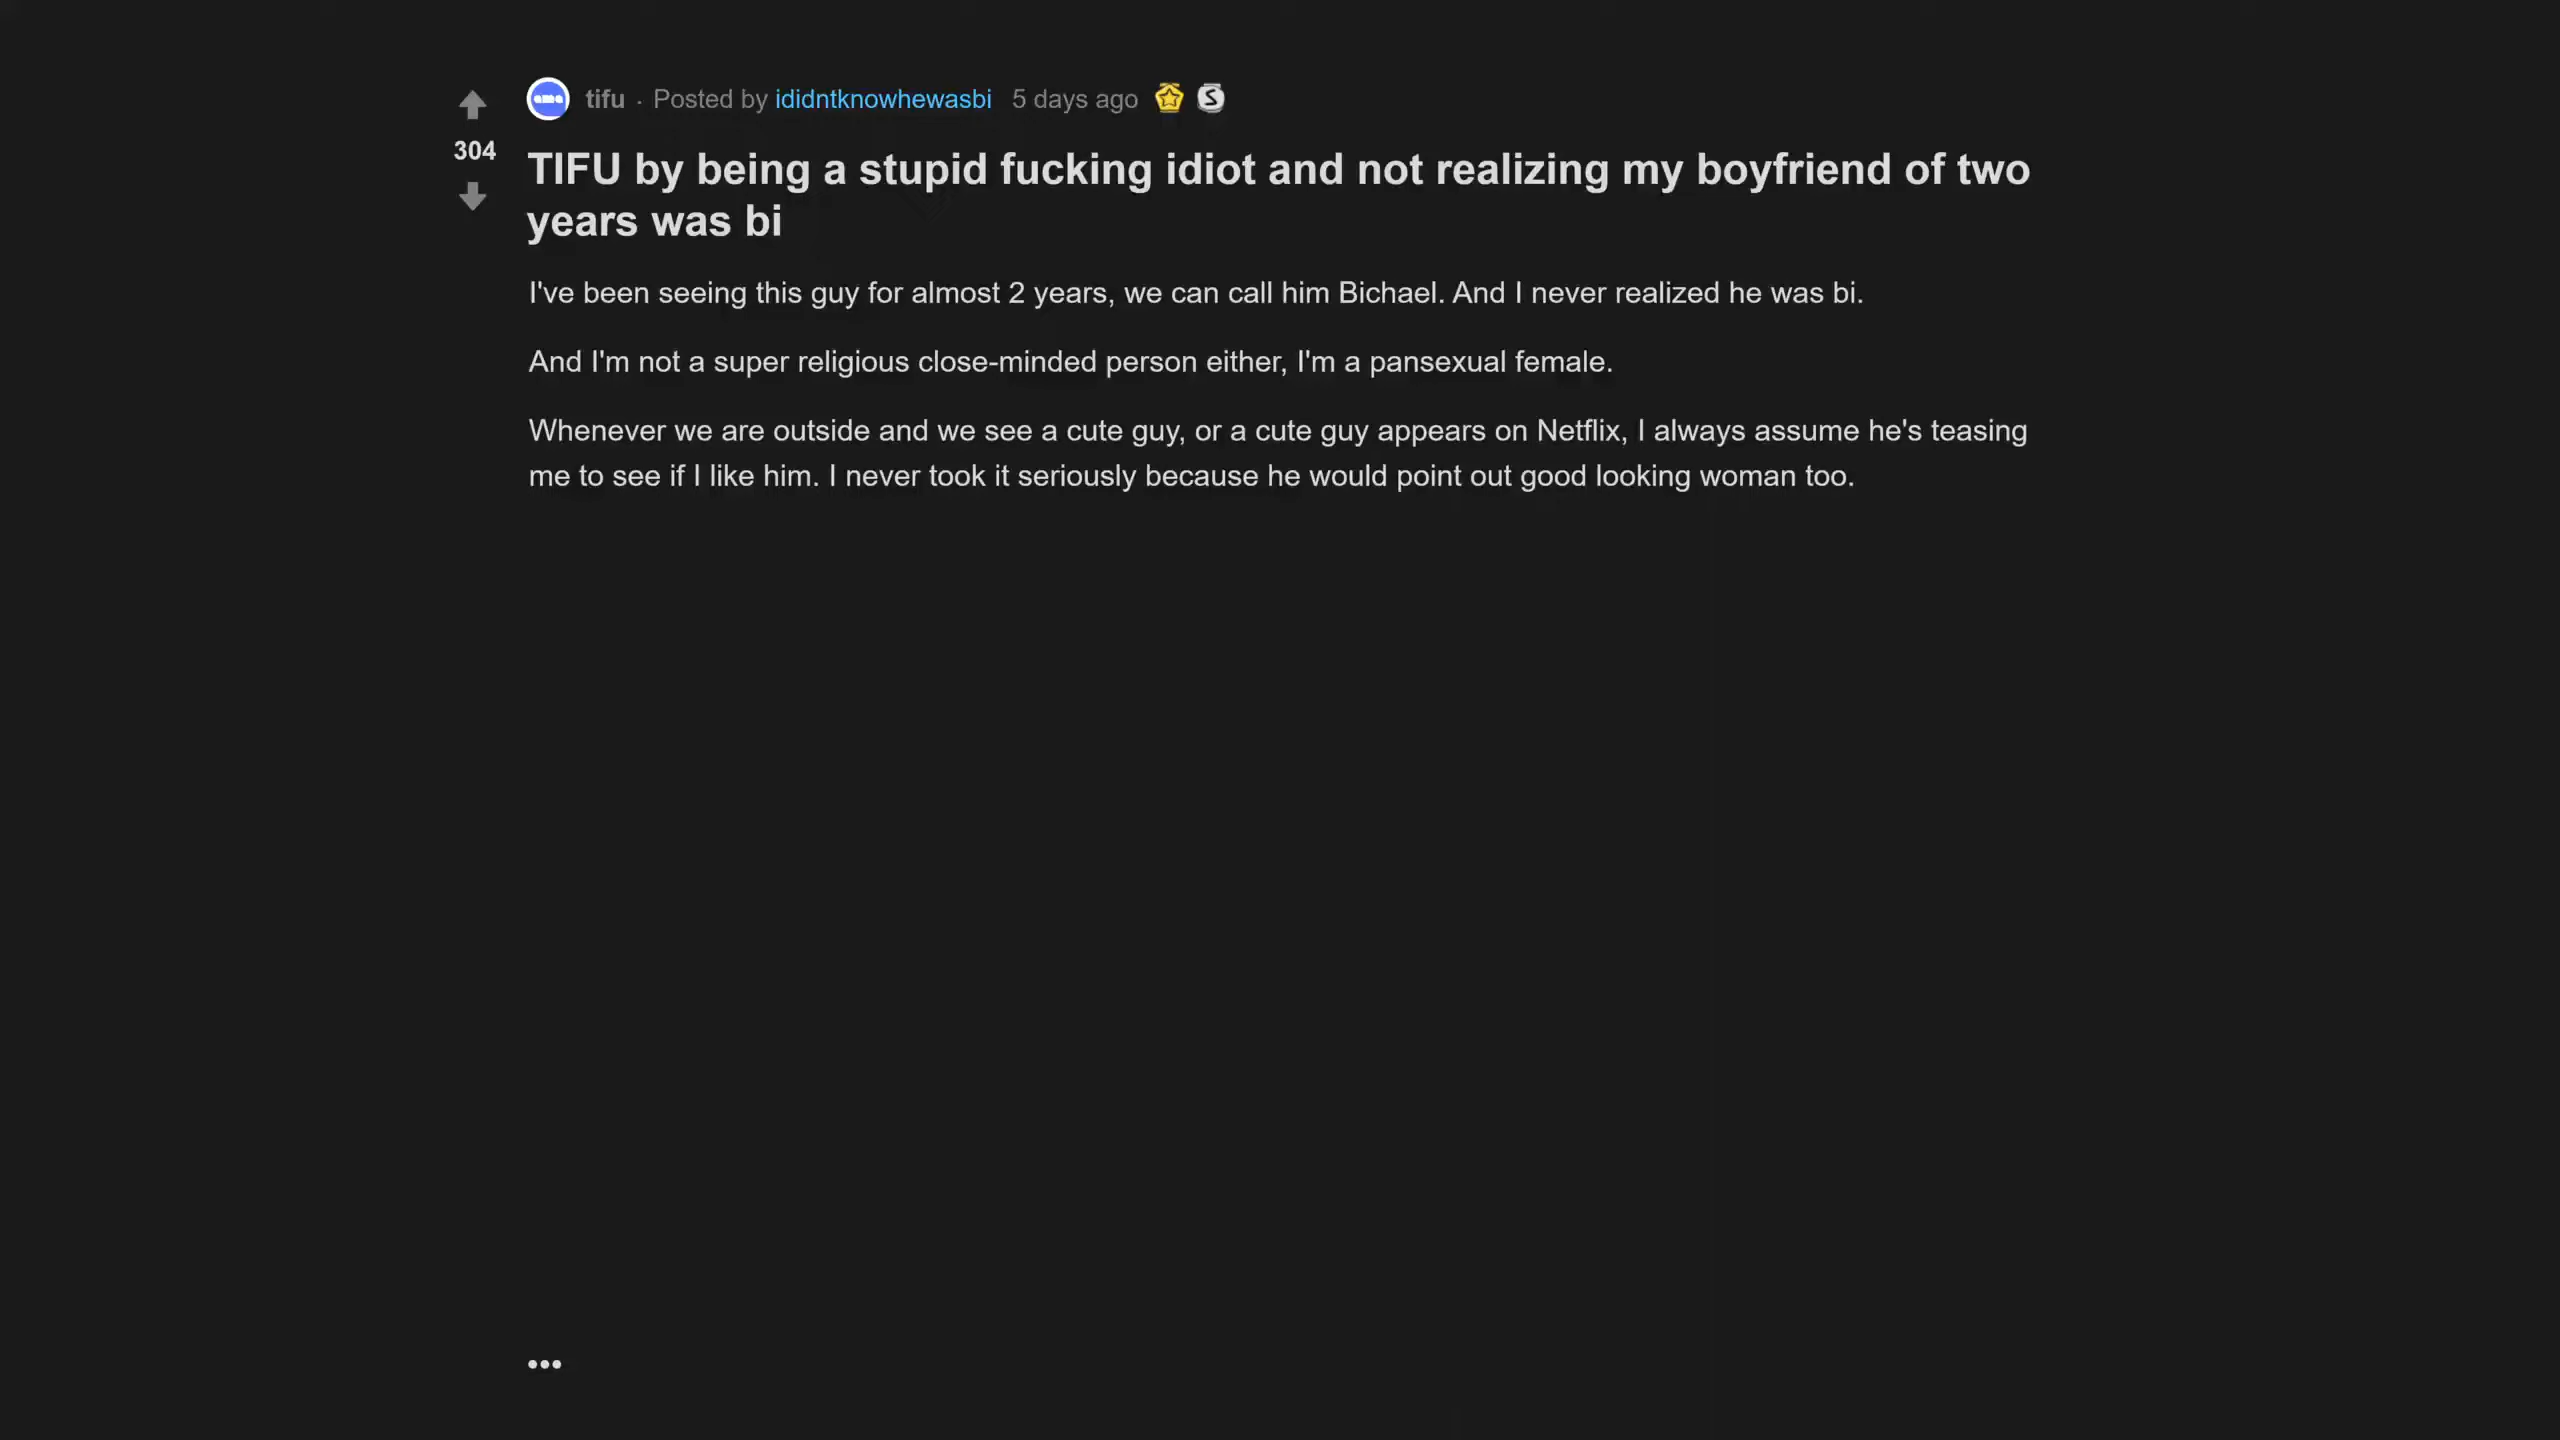 tifu · Posted by ididntknowhewasbi 5 days ago
304
TIFU by being a stupid fucking idiot and not realizing my boyfriend of two
years was bi
I've been seeing this guy for almost 2 years, we can call him Bichael. And I never realized he was bi.
And I'm not a super religious close-minded person either, I'm a pansexual female.
Whenever we are outside and we see a cute guy, or a cute guy appears on Netflix, I always assume he's teasing
me to see if I like him. I never took it seriously because he would point out good looking woman too.
•••